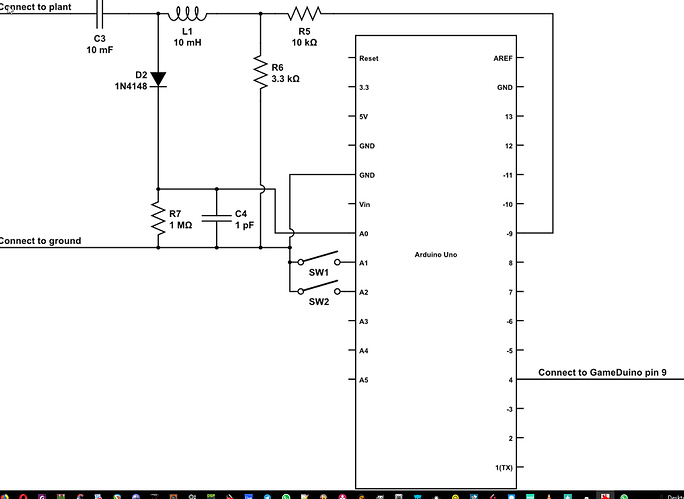 Connect to plant
C3
10 mF
L1
10 mH
R5
10 kΩ
D2
1N4148
R6
3.3 kΩ
R7
1 MΩ
C4
1 pF
Connect to ground
SW1
SW2
Reset
3.3
5V
GND
GND
Vin
A0
A1
A2
A3
A4
A5
Arduino Uno
AREF
GND
13
12
-11
-10
-9
8
7
-6
-5
4
-3
2
1(TX)
Connect to GameDuino pin 9